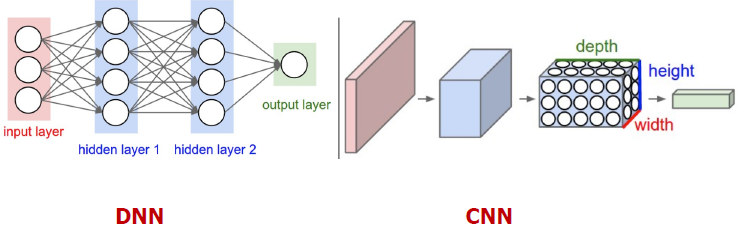 input layer
hidden layer 1
hidden layer 2
output layer
depth
height
width
DNN
CNN